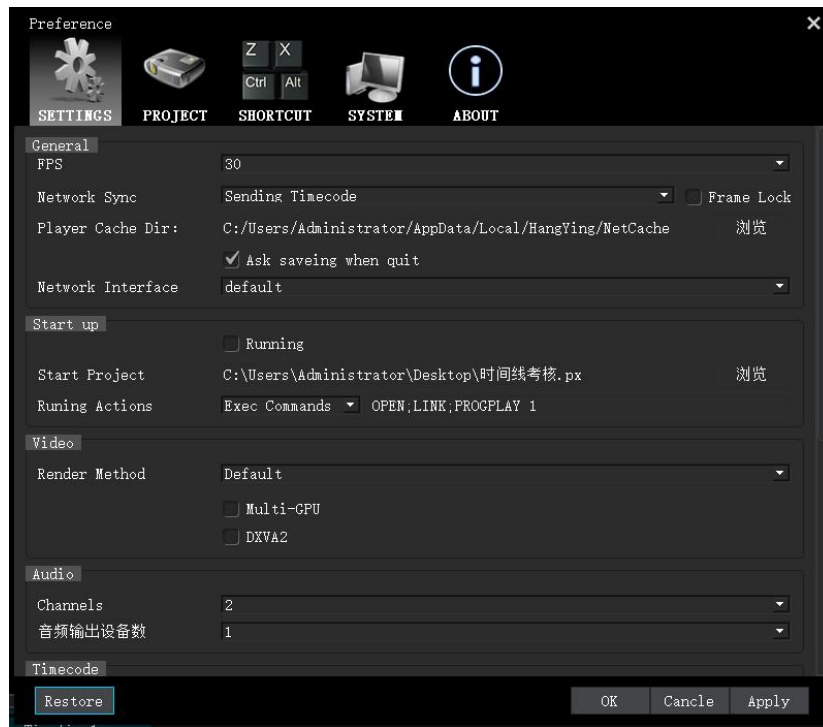 Preference
Z X
Ctrl Alt
SETTINGS PROJECT SHORTCUT SYSTEM ABOUT
General
FPS 30
Network Sync Sending Timecode Frame Lock
Player Cache Dir: C:/Users/Administrator/AppData/Local/HangYing/NetCache 浏览
Ask saveing when quit
Network Interface default
Start up
Running
Start Project C:\Users\Administrator\Desktop\时间线考核.px 浏览
Runing Actions Exec Commands OPEN;LINK;PROGPLAY 1
Video
Render Method Default
Multi-GPU
DXVA2
Audio
Channels 2
音频输出设备数 1
Timecode
Restore OK Cancle Apply